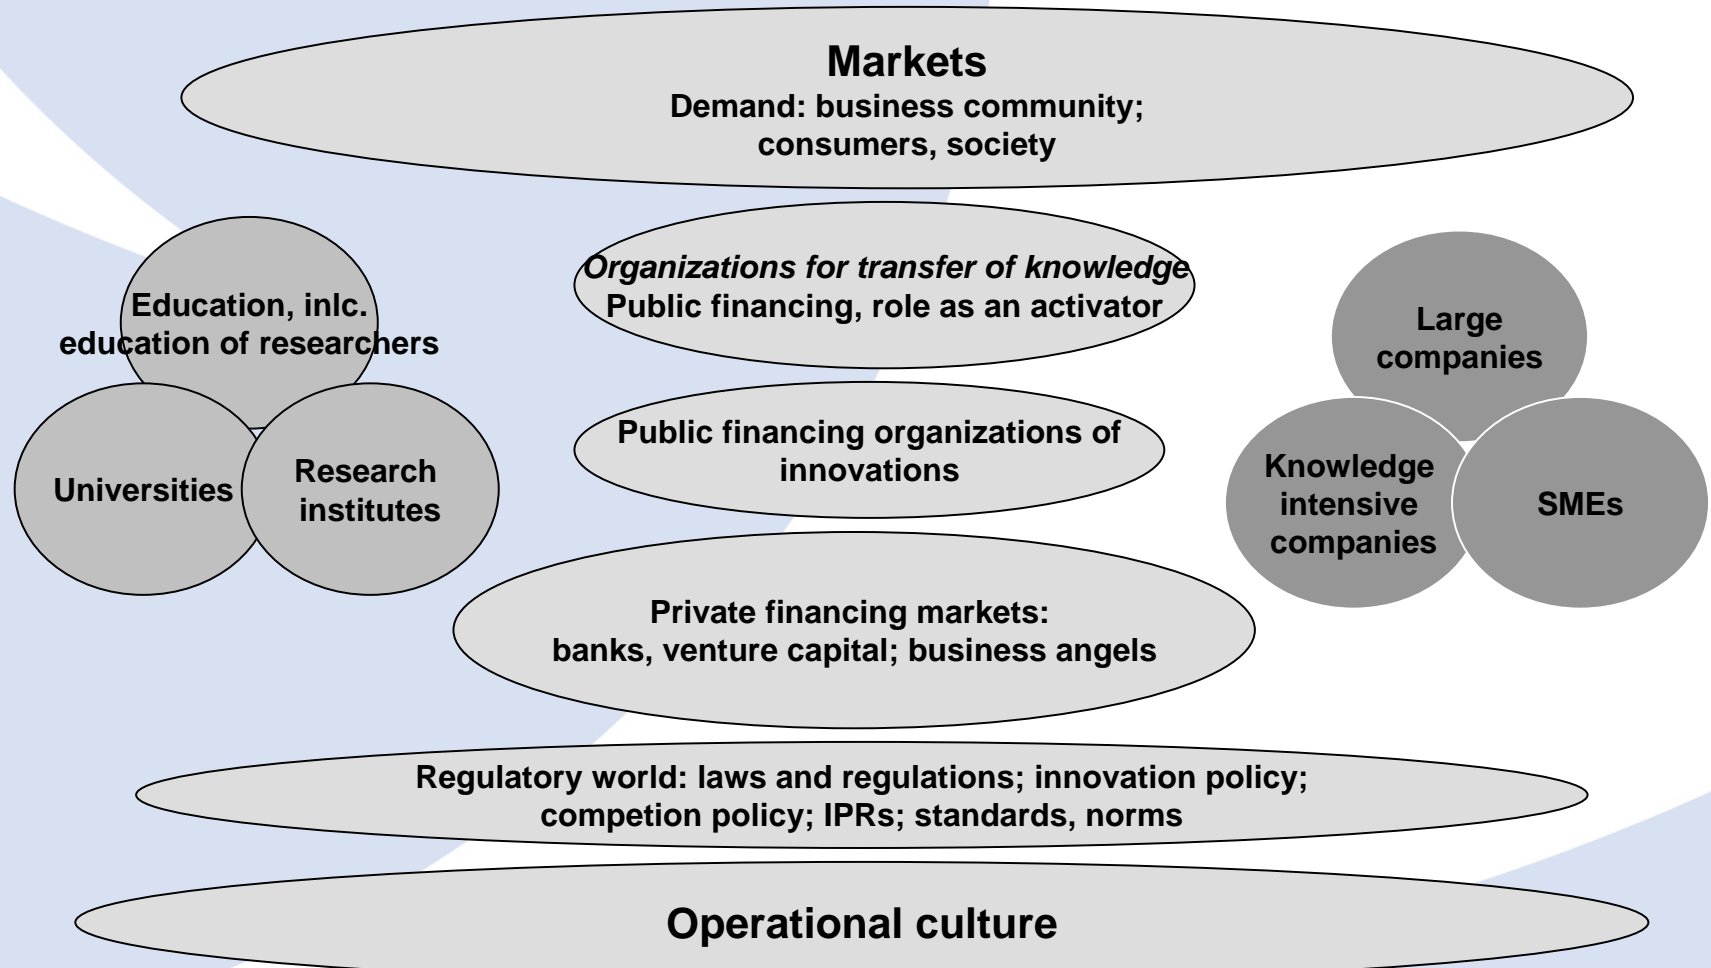 Markets
Demand: business community;
consumers, society
Organizations for transfer of knowledge
Public financing, role as an activator
Education, inlc.
education of researchers
Universities
Research
institutes
Public financing organizations of
innovations
Large
companies
Knowledge
intensive
companies
SMEs
Private financing markets:
banks, venture capital; business angels
Regulatory world: laws and regulations; innovation policy;
competion policy; IPRs; standards, norms
Operational culture